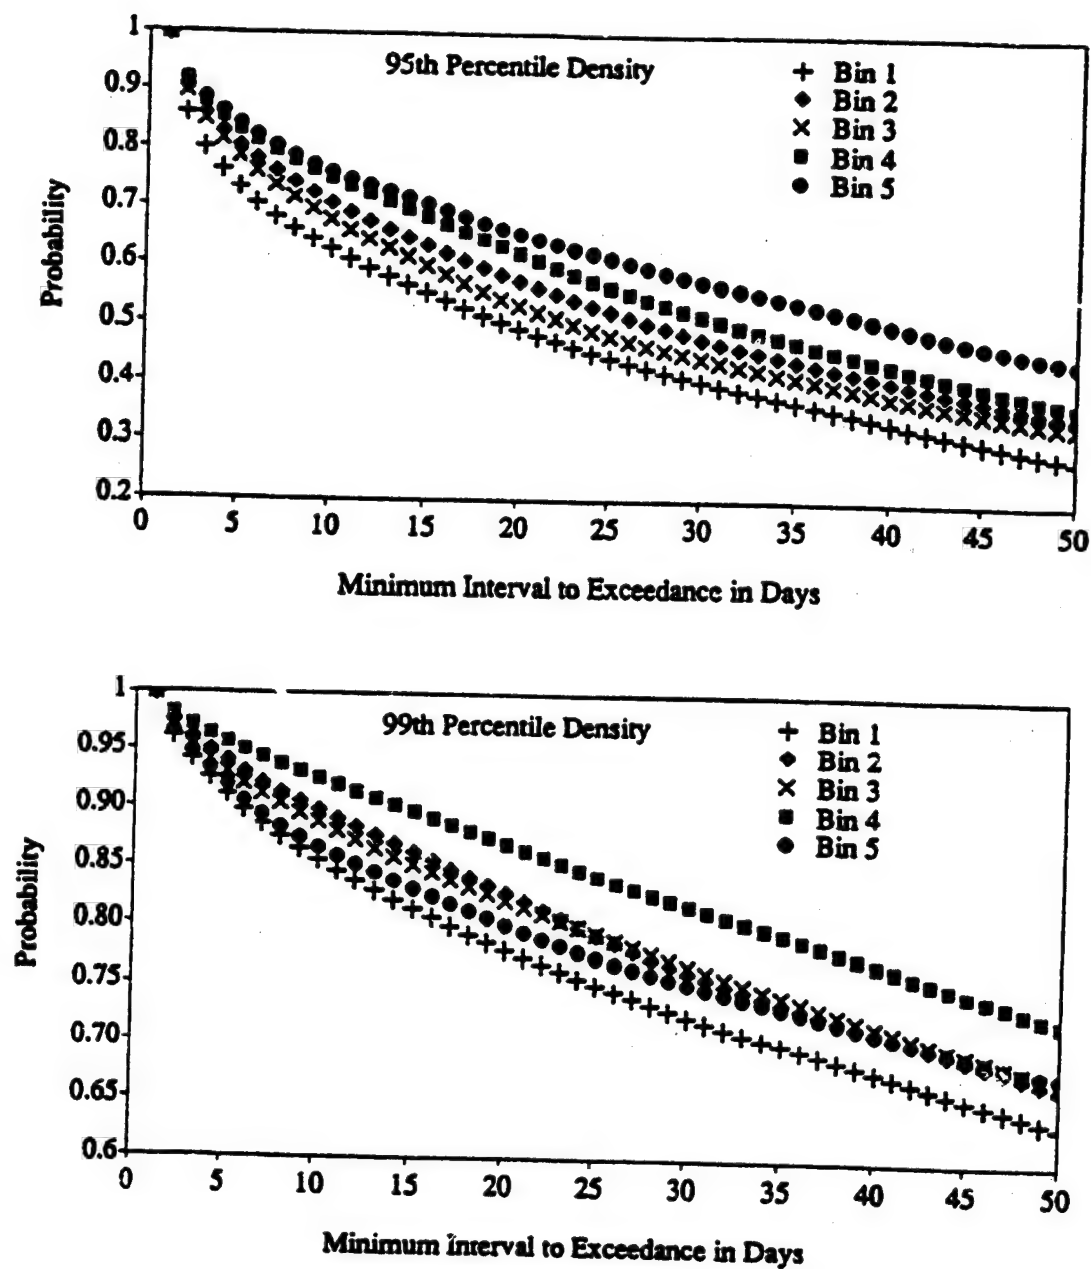 95th Percentile Density
Bin 1
Bin 2
Bin 3
Bin 4
Bin 5
Probability
1
0.9
0.8
0.7
0.6
0.5
0.4
0.3
0.2
0 5 10 15 20 25 30 35 40 45 50
Minimum Interval to Exceedance in Days
99th Percentile Density
Bin 1
Bin 2
Bin 3
Bin 4
Bin 5
Probability
1
0.95
0.90
0.85
0.80
0.75
0.70
0.65
0.6
0 5 10 15 20 25 30 35 40 45 50
Minimum Interval to Exceedance in Days